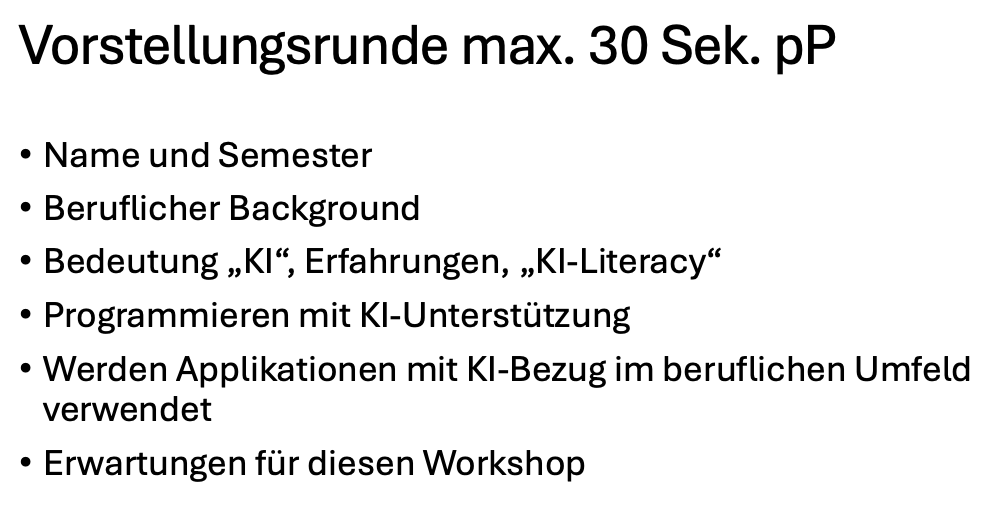 Vorstellungsrunde max. 30 Sek. pP
• Name und Semester
• Beruflicher Background
• Bedeutung „KI“, Erfahrungen, „KI-Literacy“
• Programmieren mit KI-Unterstützung
• Werden Applikationen mit KI-Bezug im beruflichen Umfeld
verwendet
• Erwartungen für diesen Workshop